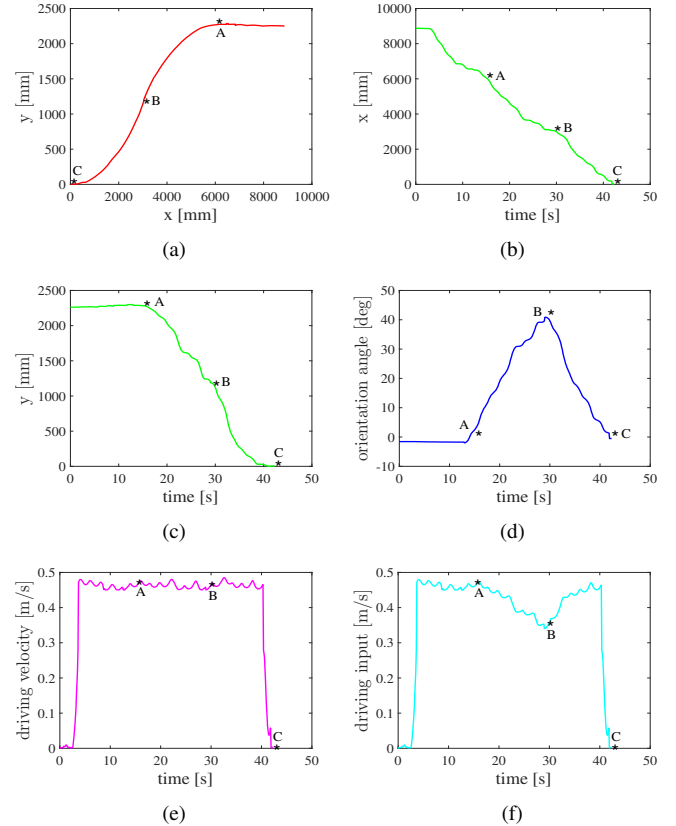 2500
2000
1500
1000
500
0
y [mm]
A
B
C
0 2000 4000 6000 8000 10000
x [mm]
(a)
10000
8000
6000
4000
2000
0
x [mm]
A
B
C
0 10 20 30 40 50
time [s]
(b)
2500
2000
1500
1000
500
0
y [mm]
A
B
C
0 10 20 30 40 50
time [s]
(c)
50
40
30
20
10
0
-10
orientation angle [deg]
B
A
C
0 10 20 30 40 50
time [s]
(d)
0.5
0.4
0.3
0.2
0.1
0
driving velocity [m/s]
A
B
C
0 10 20 30 40 50
time [s]
(e)
0.5
0.4
0.3
0.2
0.1
0
driving input [m/s]
A
B
C
0 10 20 30 40 50
time [s]
(f)